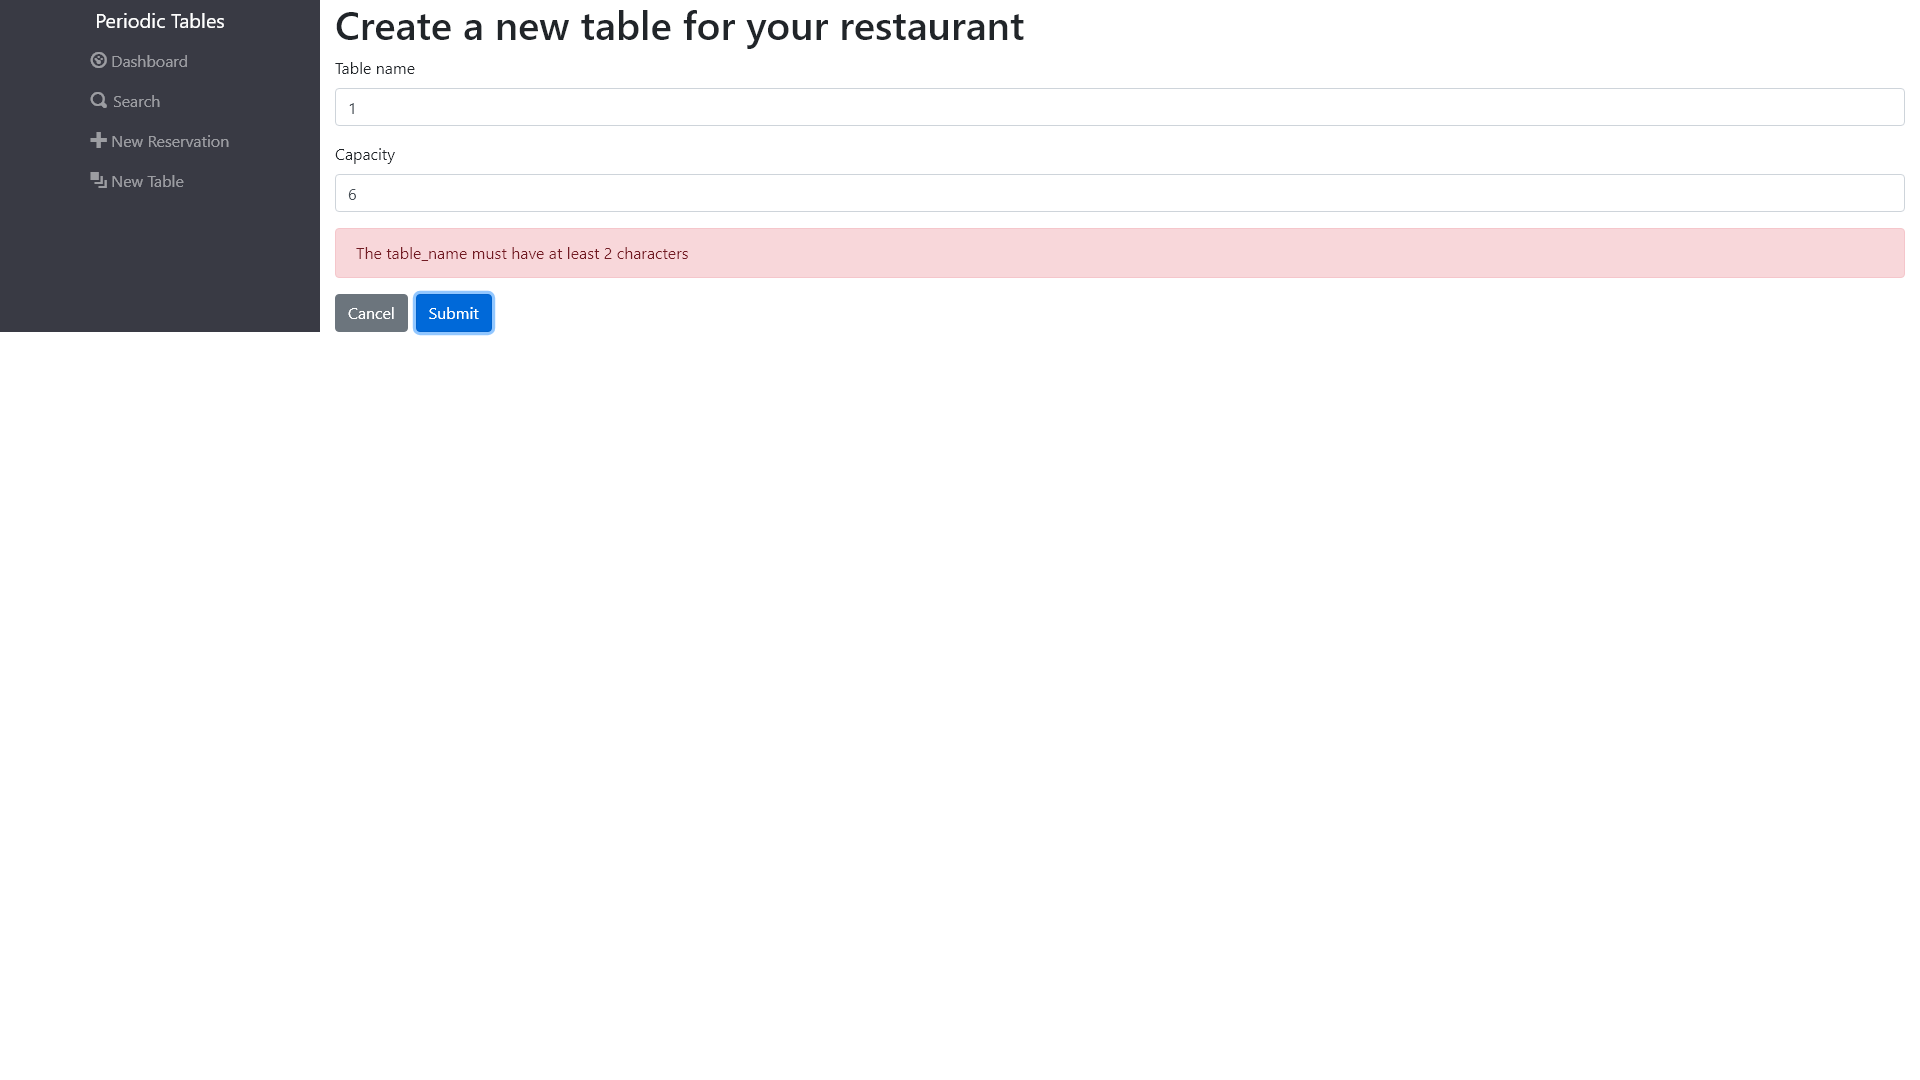 Periodic Tables
Dashboard
Search
New Reservation
New Table
Create a new table for your restaurant
Table name
1
Capacity
6
The table_name must have at least 2 characters
Cancel
Submit